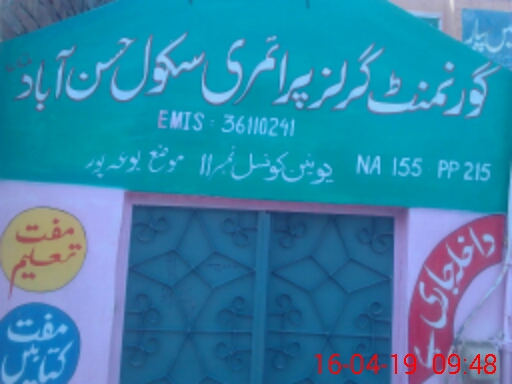 گورنمنٹ گرلز پرائمری سکول حسن آباد
EMIS : 36110241
یونین کونسل نمبر 11 موضع بوعہ پور NA 155 PP 215
مفت تعلیم
مفت کتابیں
داخلہ جاری ہے
16-04-19 09:48